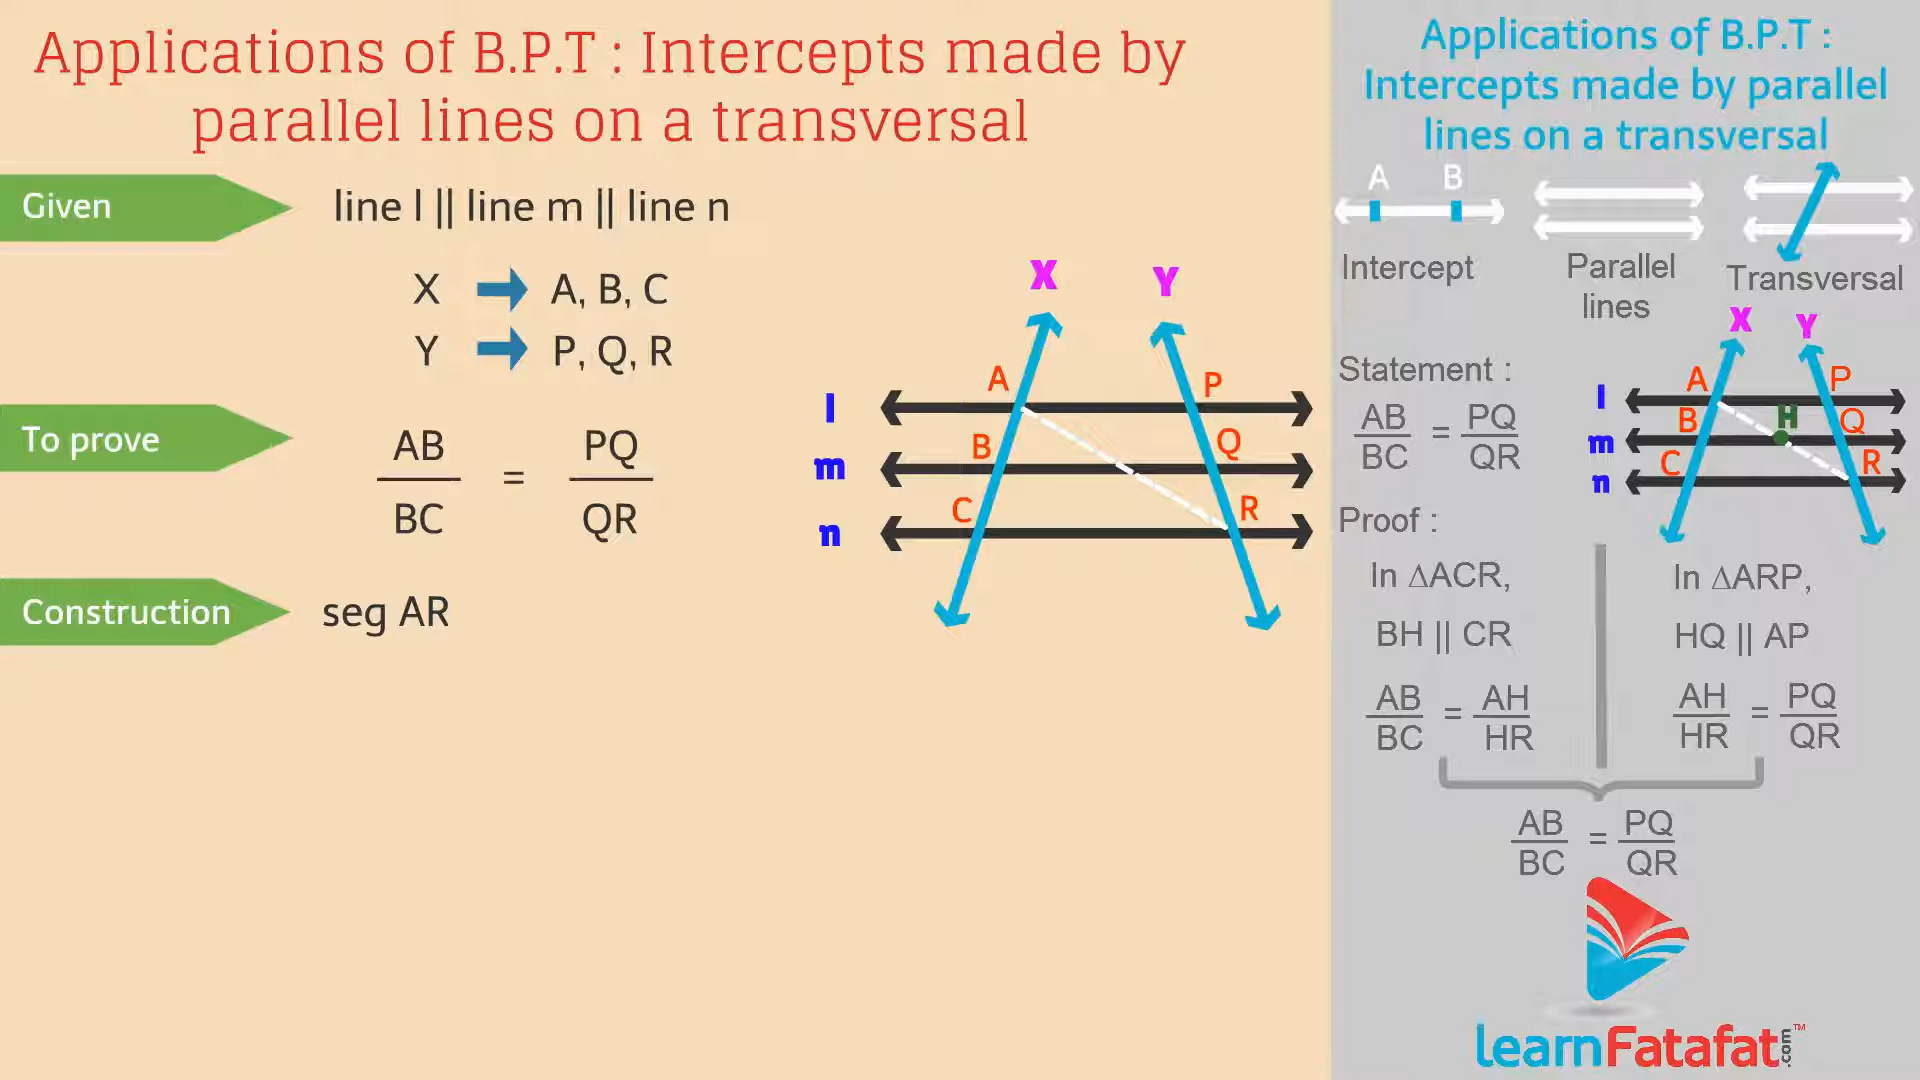 Applications of B.P.T : Intercepts made by
parallel lines on a transversal
Given
line l || line m || line n
X A, B, C
Y P, Q, R
To prove
AB
BC
=
PQ
QR
Construction
seg AR
X Y
A P
l
B Q
m
C R
n
Applications of B.P.T :
Intercepts made by parallel
lines on a transversal
A B
Intercept
Parallel
lines
Transversal
X Y
Statement :
AB
BC
=
PQ
QR
A P
l
B H Q
m
C R
n
Proof :
In ∆ACR,
BH || CR
AB
BC
=
AH
HR
In ∆ARP,
HQ || AP
AH
HR
=
PQ
QR
AB
BC
=
PQ
QR
learnFatafat.com™